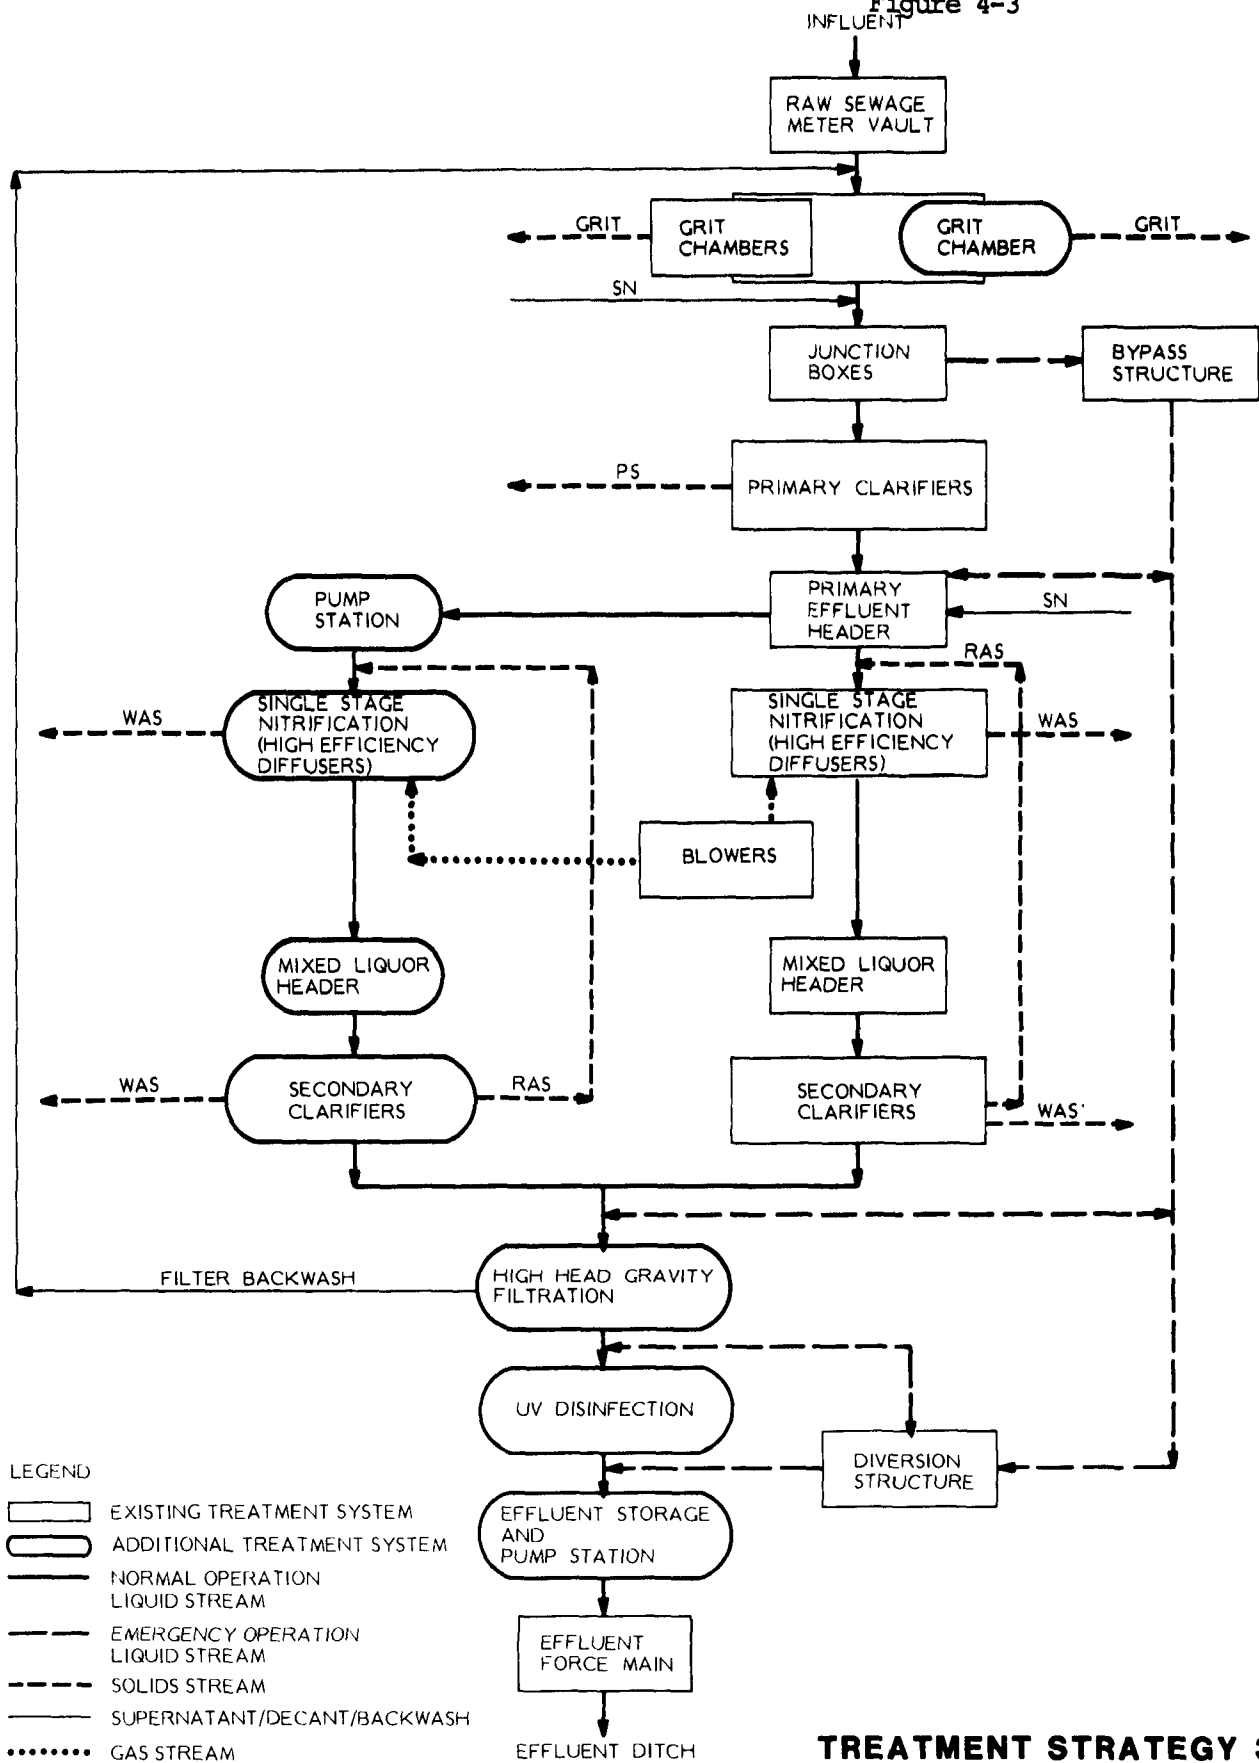 Figure 4-3
INFLUENT
RAW SEWAGE
METER VAULT
GRIT
GRIT
CHAMBERS
GRIT
CHAMBER
GRIT
SN
JUNCTION
BOXES
BYPASS
STRUCTURE
PS
PRIMARY CLARIFIERS
PUMP
STATION
PRIMARY
EFFLUENT
HEADER
SN
RAS
WAS
SINGLE STAGE
NITRIFICATION
(HIGH EFFICIENCY
DIFFUSERS)
SINGLE STAGE
NITRIFICATION
(HIGH EFFICIENCY
DIFFUSERS)
WAS
BLOWERS
MIXED LIQUOR
HEADER
MIXED LIQUOR
HEADER
WAS
SECONDARY
CLARIFIERS
RAS
SECONDARY
CLARIFIERS
WAS
FILTER BACKWASH
HIGH HEAD GRAVITY
FILTRATION
UV DISINFECTION
DIVERSION
STRUCTURE
EFFLUENT STORAGE
AND
PUMP STATION
EFFLUENT
FORCE MAIN
EFFLUENT DITCH
LEGEND
EXISTING TREATMENT SYSTEM
ADDITIONAL TREATMENT SYSTEM
NORMAL OPERATION
LIQUID STREAM
EMERGENCY OPERATION
LIQUID STREAM
SOLIDS STREAM
SUPERNATANT/DECANT/BACKWASH
GAS STREAM
TREATMENT STRATEGY